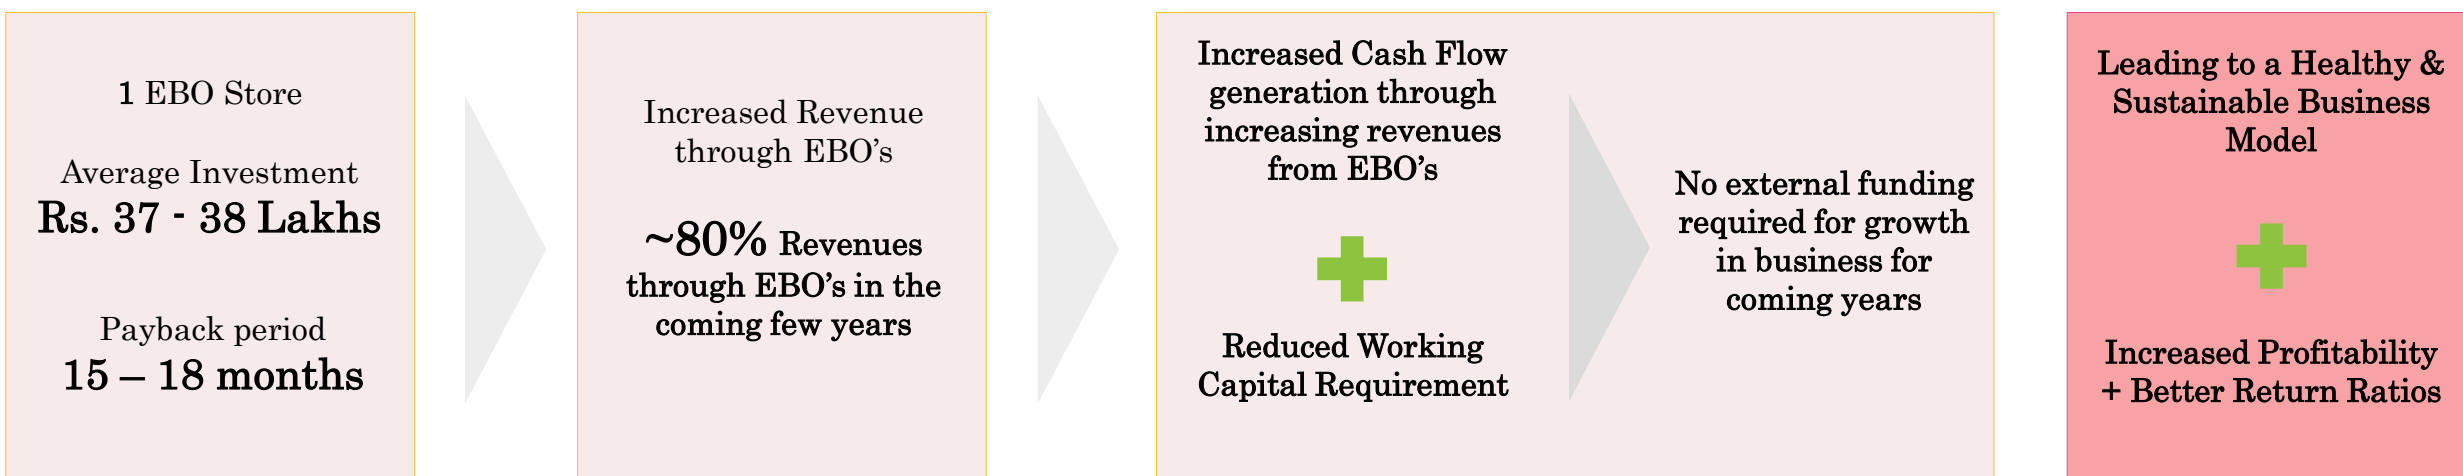 1 EBO Store
Average Investment
Rs. 37 - 38 Lakhs
Payback period
15 – 18 months
Increased Revenue
through EBO’s
~80% Revenues
through EBO’s in the
coming few years
Increased Cash Flow
generation through
increasing revenues
from EBO’s
Reduced Working
Capital Requirement
No external funding
required for growth
in business for
coming years
Leading to a Healthy &
Sustainable Business
Model
Increased Profitability
+ Better Return Ratios